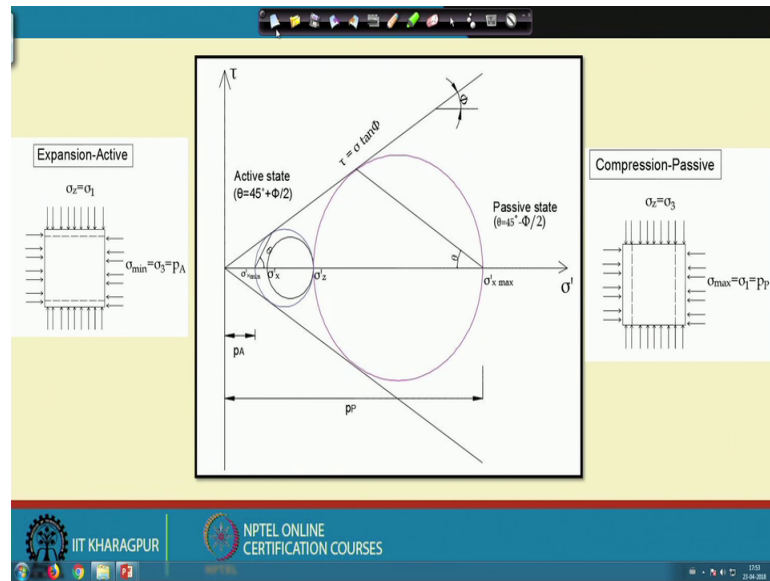 τ
Φ
τ = σ tanΦ
Expansion-Active
σz=σ1
σmin=σ3=pA
Active state
(θ=45°+Φ/2)
Compression-Passive
σz=σ3
σmax=σ1=pP
Passive state
(θ=45°-Φ/2)
θ
θ
σ'x min
σ'x
σ'z
σ'x max
σ'
pA
pP
IIT KHARAGPUR
NPTEL ONLINE
CERTIFICATION COURSES
NPTEL
17:53
23-04-2018